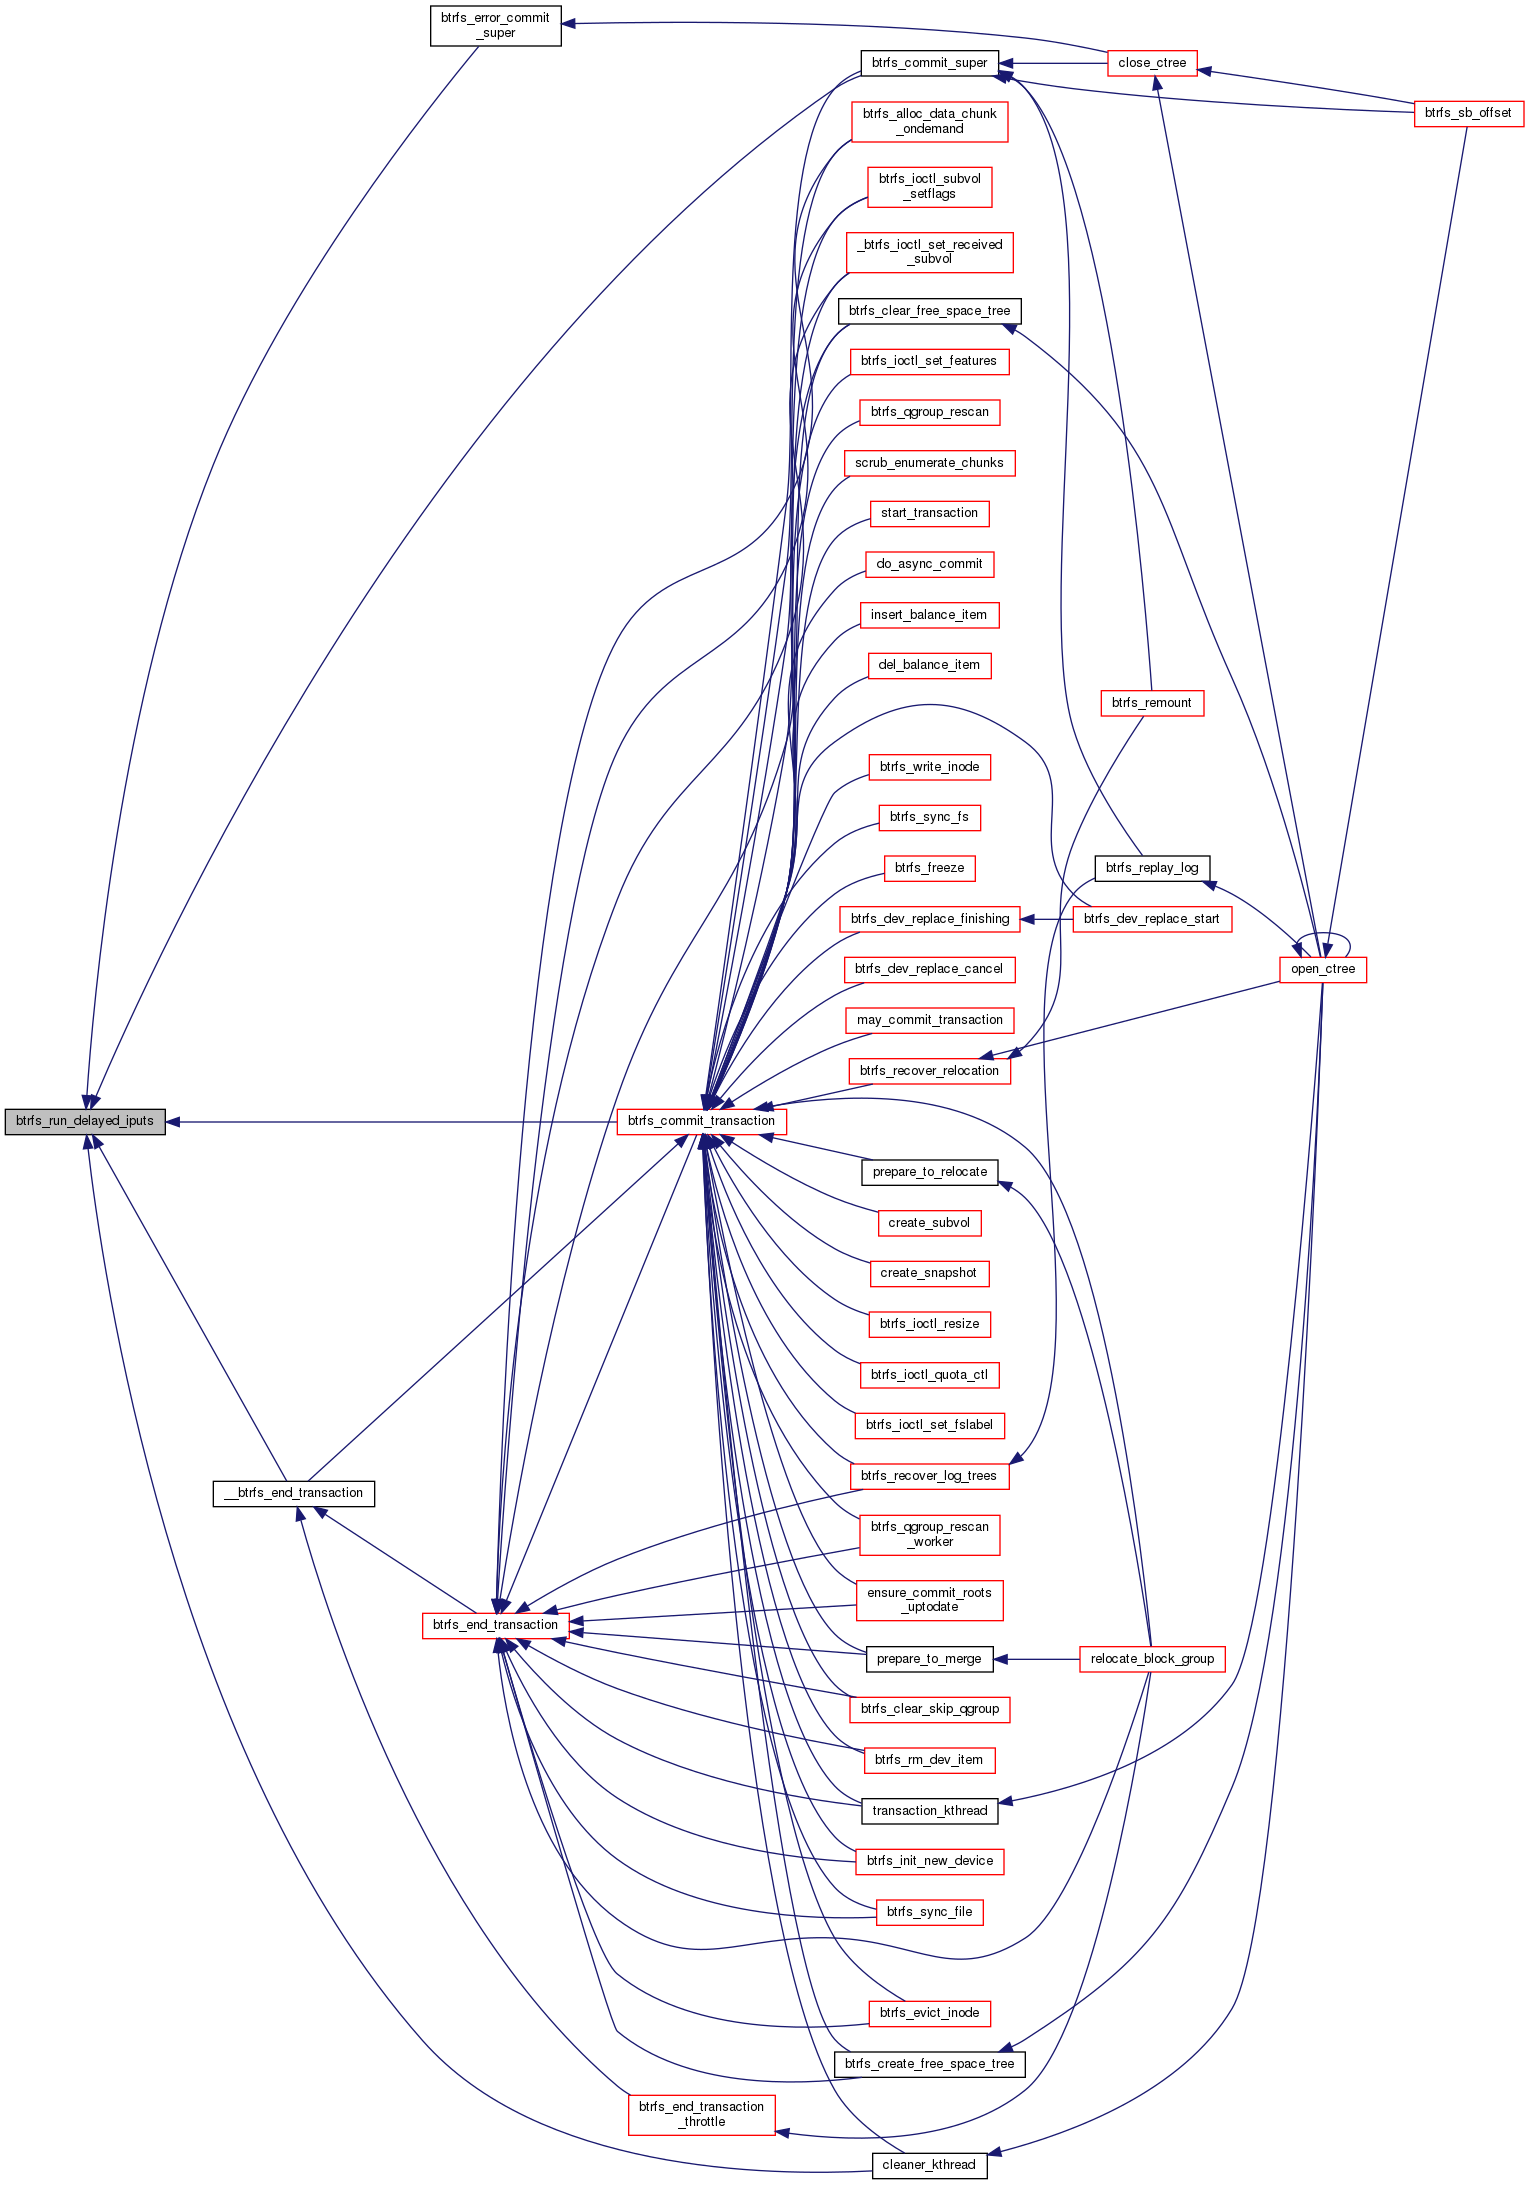 btrfs_error_commit
_super
btrfs_commit_super
close_ctree
btrfs_sb_offset
btrfs_alloc_data_chunk
_ondemand
btrfs_ioctl_subvol
_setflags
_btrfs_ioctl_set_received
_subvol
btrfs_clear_free_space_tree
btrfs_ioctl_set_features
btrfs_qgroup_rescan
scrub_enumerate_chunks
start_transaction
do_async_commit
insert_balance_item
del_balance_item
btrfs_remount
btrfs_write_inode
btrfs_sync_fs
btrfs_freeze
btrfs_replay_log
btrfs_dev_replace_finishing
btrfs_dev_replace_start
btrfs_dev_replace_cancel
open_ctree
may_commit_transaction
btrfs_recover_relocation
btrfs_run_delayed_iputs
btrfs_commit_transaction
prepare_to_relocate
create_subvol
create_snapshot
btrfs_ioctl_resize
btrfs_ioctl_quota_ctl
btrfs_ioctl_set_fslabel
btrfs_recover_log_trees
__btrfs_end_transaction
btrfs_qgroup_rescan
_worker
ensure_commit_roots
_uptodate
btrfs_end_transaction
prepare_to_merge
relocate_block_group
btrfs_clear_skip_qgroup
btrfs_rm_dev_item
transaction_kthread
btrfs_init_new_device
btrfs_sync_file
btrfs_evict_inode
btrfs_create_free_space_tree
btrfs_end_transaction
_throttle
cleaner_kthread